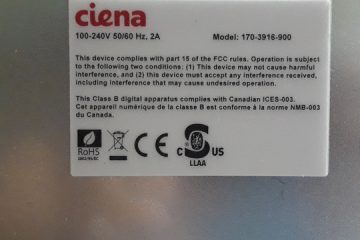 ciena
100-240V 50/60 Hz, 2A Model: 170-3916-900
This device complies with part 15 of the FCC rules. Operation is subject
to the following two conditions: (1) This device may not cause harmful
interference, and (2) this device must accept any interference received,
including interference that may cause undesired operation.
This Class B digital apparatus complies with Canadian ICES-003.
Cet appareil numérique de la classe B est conforme à la norme NMB-003
du Canada.
RoHS
2002/95/EC
CE
C S US
LLAA